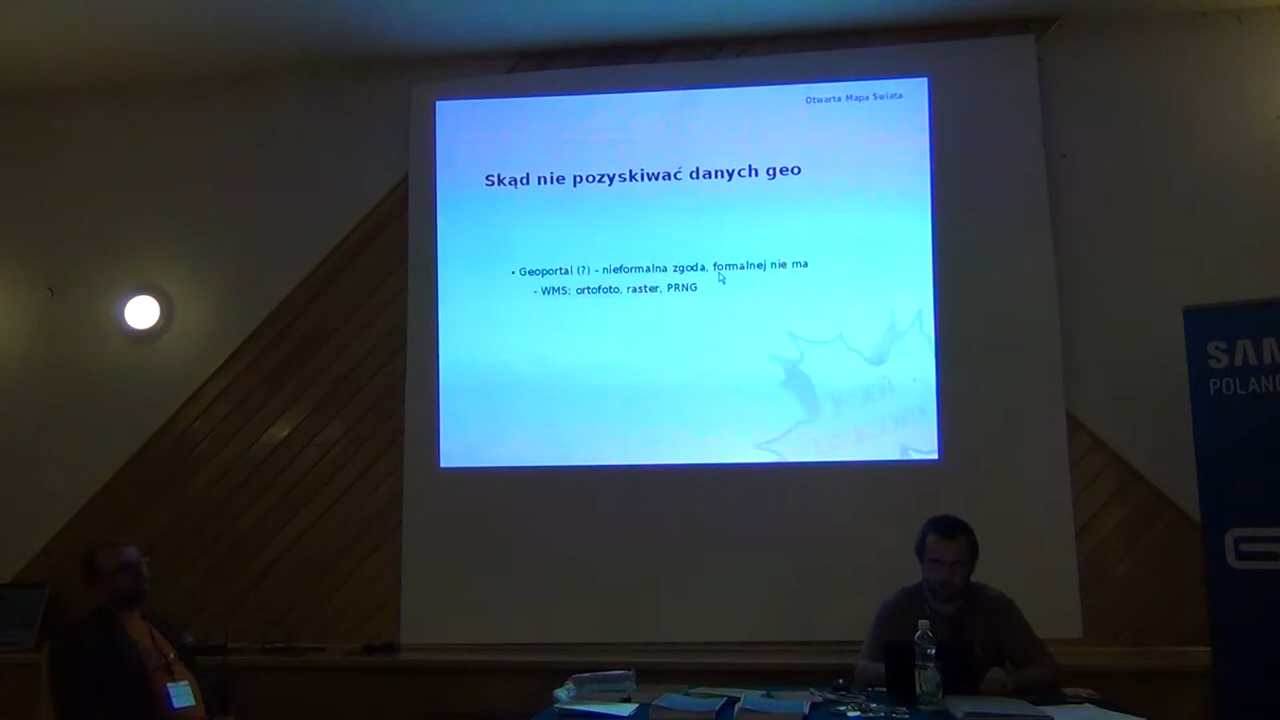 Otwarta Mapa Świata
Skąd nie pozyskiwać danych geo
• Geoportal (?) - nieformalna zgoda, formalnej nie ma
- WMS: ortofoto, raster, PRNG
SAM
POLAND